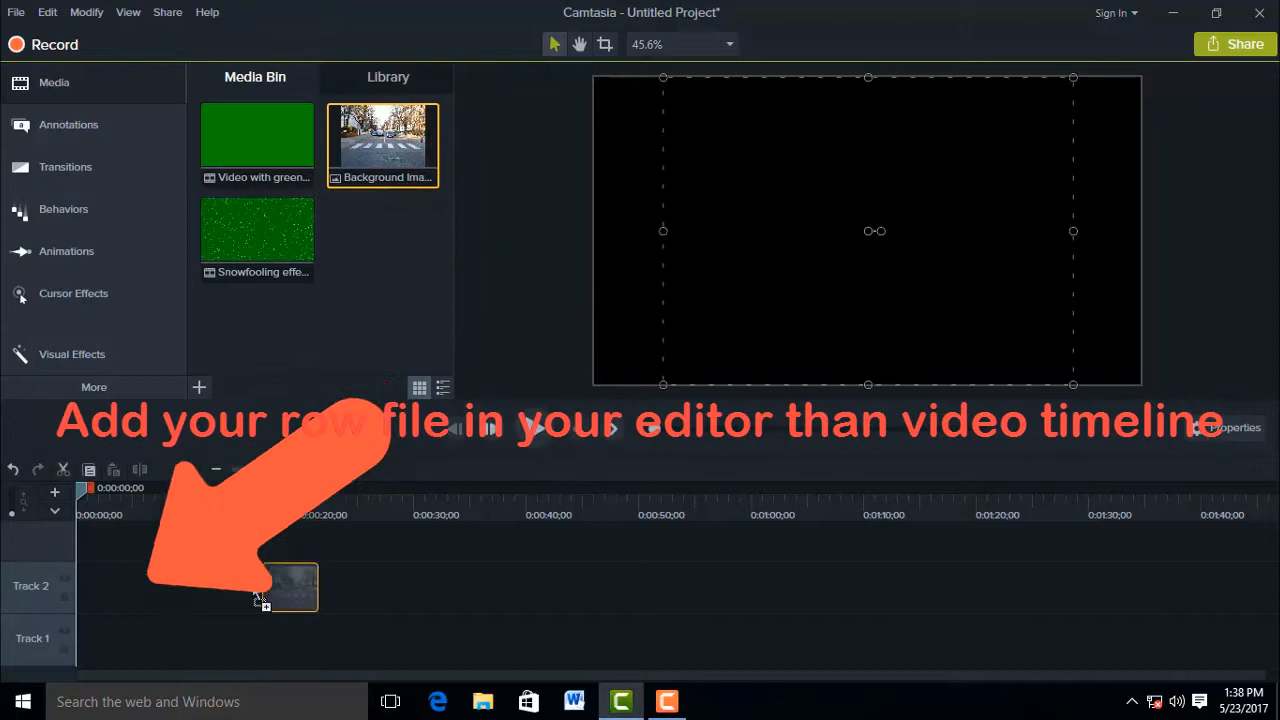 File Edit Modify View Share Help
Camtasia - Untitled Project*
Sign In
Record
45.6%
Share
Media
Annotations
Transitions
Behaviors
Animations
Cursor Effects
Visual Effects
More
Media Bin
Library
Video with green...
Background Ima...
Snowfooling effe...
Add your row file in your editor than video timeline
Properties
0:00:00;00
0:00:00;00
0:00:20;00
0:00:30;00
0:00:40;00
0:00:50;00
0:01:00;00
0:01:10;00
0:01:20;00
0:01:30;00
0:01:40;00
Track 2
Track 1
Search the web and Windows
1:38 PM
5/23/2017